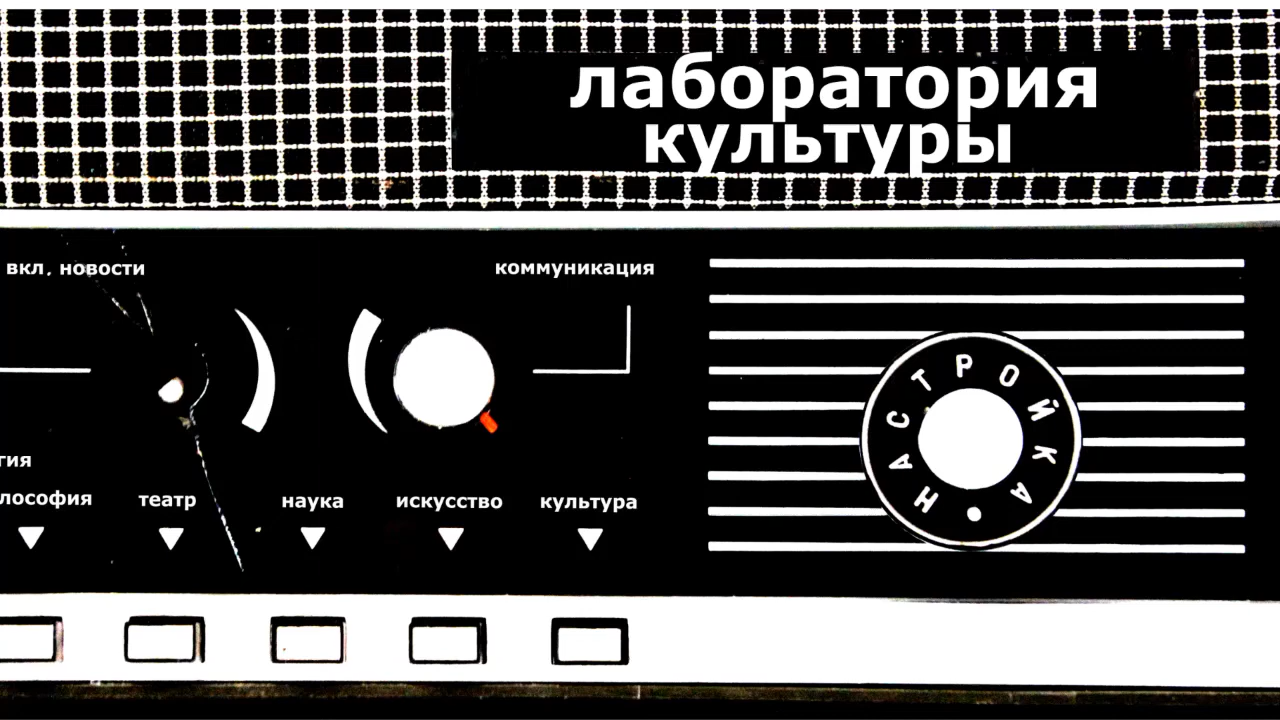 лаборатория
культуры
вкл. новости
коммуникация
гия
лософия театр наука искусство культура
НАСТРОЙКА